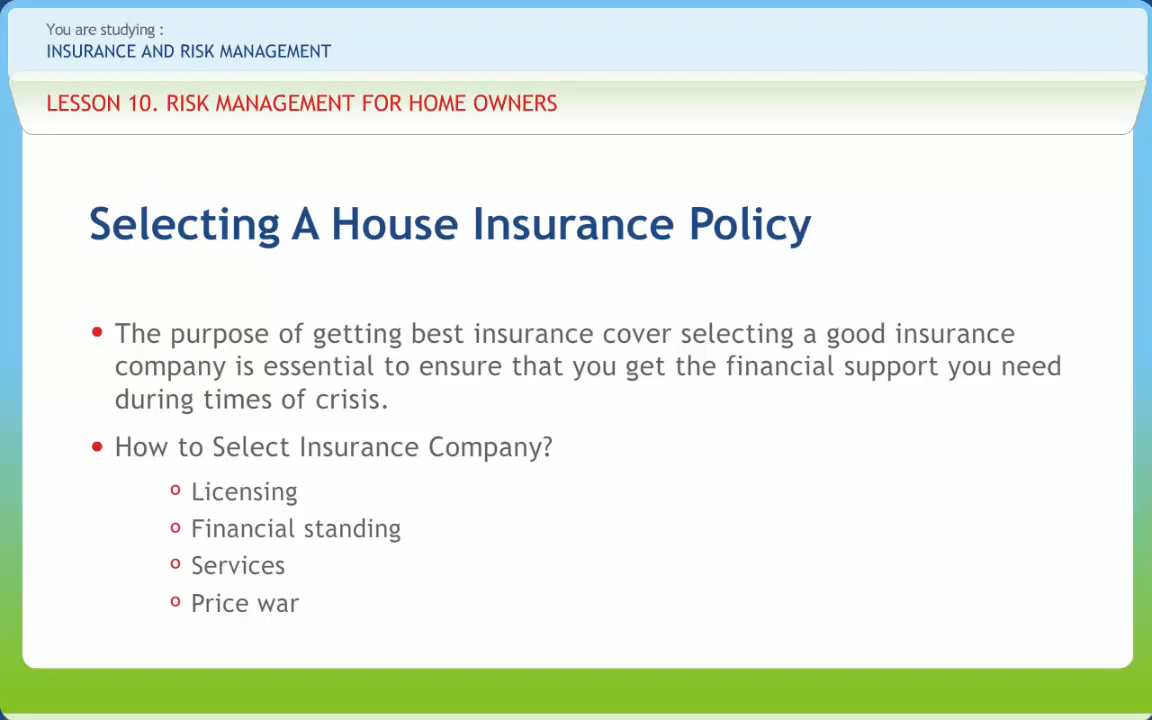 You are studying :
INSURANCE AND RISK MANAGEMENT
LESSON 10. RISK MANAGEMENT FOR HOME OWNERS
Selecting A House Insurance Policy
• The purpose of getting best insurance cover selecting a good insurance
company is essential to ensure that you get the financial support you need
during times of crisis.
• How to Select Insurance Company?
o Licensing
o Financial standing
o Services
o Price war